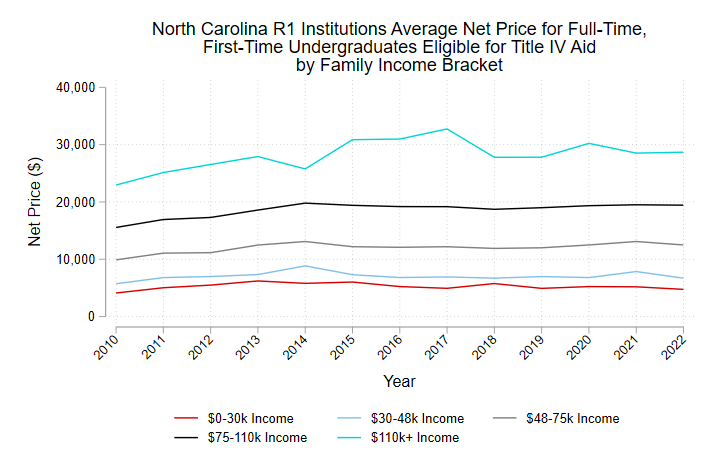 North Carolina R1 Institutions Average Net Price for Full-Time,
First-Time Undergraduates Eligible for Title IV Aid
by Family Income Bracket
Net Price ($)
40,000
30,000
20,000
10,000
0
2010 2011 2012 2013 2014 2015 2016 2017 2018 2019 2020 2021 2022
Year
$0-30k Income $30-48k Income $48-75k Income
$75-110k Income $110k+ Income